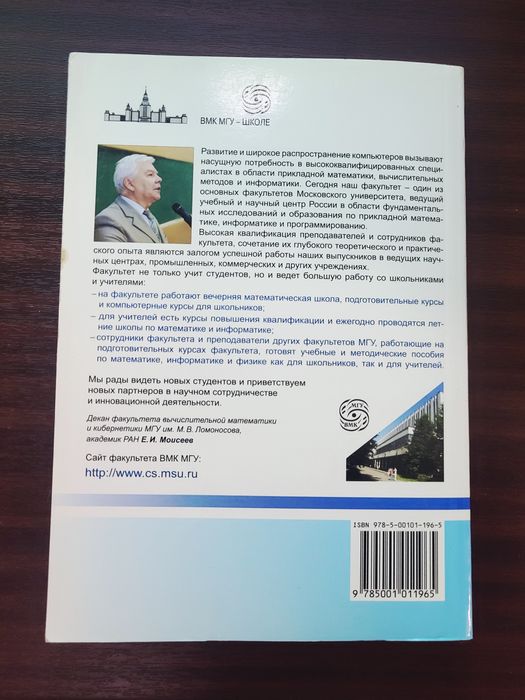 ВМК МГУ – ШКОЛЕ
Развитие и широкое распространение компьютеров вызывают
насущную потребность в высококвалифицированных специ-
алистах в области прикладной математики, вычислительных
методов и информатики. Сегодня наш факультет – один из
основных факультетов Московского университета, ведущий
учебный и научный центр России в области фундаменталь-
ных исследований и образования по прикладной матема-
тике, информатике и программированию.
Высокая квалификация преподавателей и сотрудников фа-
культета, сочетание их глубокого теоретического и практиче-
ского опыта являются залогом успешной работы наших выпускников в ведущих науч-
ных центрах, промышленных, коммерческих и других учреждениях.
Факультет не только учит студентов, но и ведет большую работу со школьниками
и учителями:
– на факультете работают вечерняя математическая школа, подготовительные курсы
и компьютерные курсы для школьников;
– для учителей есть курсы повышения квалификации и ежегодно проводятся лет-
ние школы по математике и информатике;
– сотрудники факультета и преподаватели других факультетов МГУ, работающие на
подготовительных курсах факультета, готовят учебные и методические пособия
по математике, информатике и физике как для школьников, так и для учителей.
Мы рады видеть новых студентов и приветствуем
новых партнеров в научном сотрудничестве
и инновационной деятельности.
Декан факультета вычислительной математики
и кибернетики МГУ им. М. В. Ломоносова,
академик РАН Е. И. Моисеев
Сайт факультета ВМК МГУ:
http://www.cs.msu.ru
МГУ
ВМК
ISBN 978-5-00101-196-5
9 785001 011965